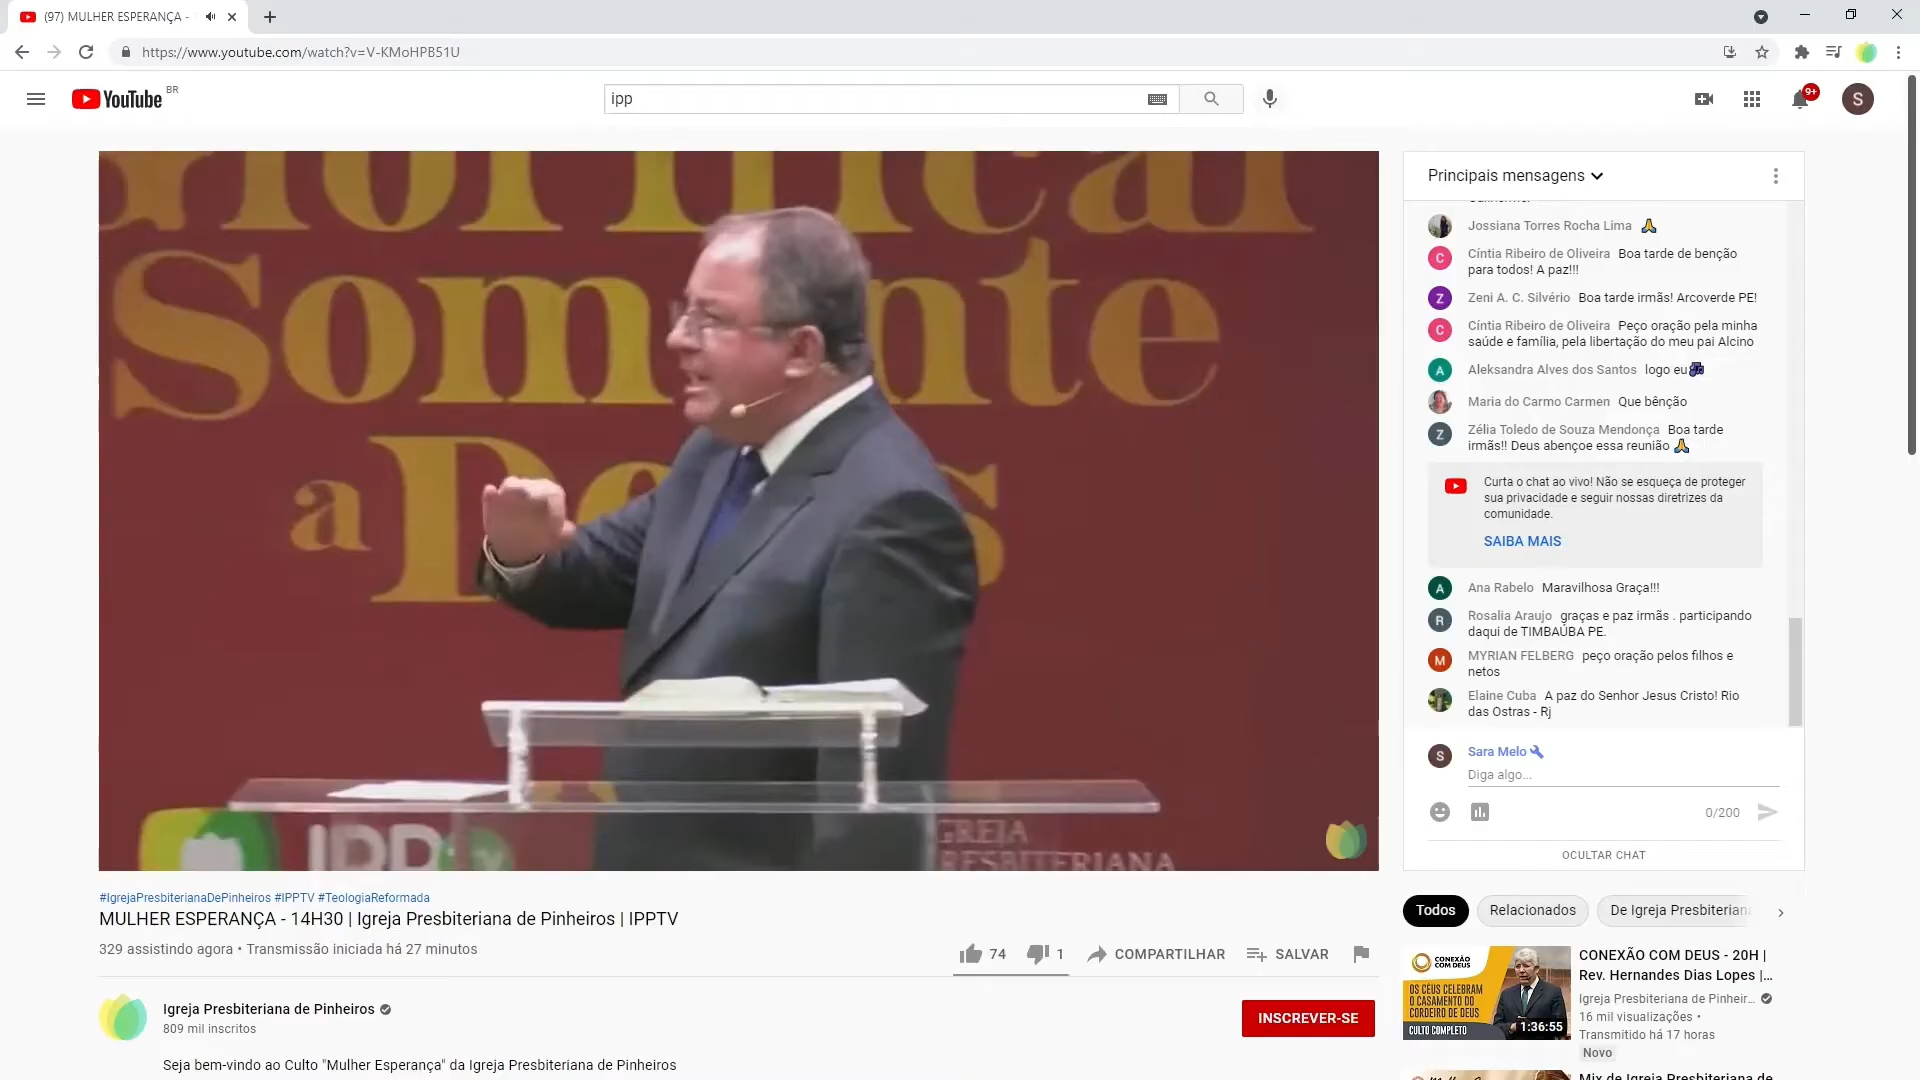 (97) MULHER ESPERANÇA -
https://www.youtube.com/watch?v=V-KMoHPB51U
YouTube BR
ipp
9+
S
Glorificar
Somente
a Deus
IPP tv
IGREJA
PRESBITERIANA
Principais mensagens
Jossiana Torres Rocha Lima 🙏
C
Cíntia Ribeiro de Oliveira Boa tarde de benção
para todos! A paz!!!
Z
Zeni A. C. Silvério Boa tarde irmãs! Arcoverde PE!
C
Cíntia Ribeiro de Oliveira Peço oração pela minha
saúde e família, pela libertação do meu pai Alcino
A
Aleksandra Alves dos Santos logo eu
Maria do Carmo Carmen Que bênção
Z
Zélia Toledo de Souza Mendonça Boa tarde
irmãs!! Deus abençoe essa reunião 🙏
Curta o chat ao vivo! Não se esqueça de proteger
sua privacidade e seguir nossas diretrizes da
comunidade.
SAIBA MAIS
A
Ana Rabelo Maravilhosa Graça!!!
R
Rosalia Araujo graças e paz irmãs . participando
daqui de TIMBAÚBA PE.
M
MYRIAN FELBERG peço oração pelos filhos e
netos
Elaine Cuba A paz do Senhor Jesus Cristo! Rio
das Ostras - Rj
S
Sara Melo
Diga algo...
0/200
OCULTAR CHAT
#IgrejaPresbiterianaDePinheiros #IPPTV #TeologiaReformada
MULHER ESPERANÇA - 14H30 | Igreja Presbiteriana de Pinheiros | IPPTV
329 assistindo agora • Transmissão iniciada há 27 minutos
74 1 COMPARTILHAR SALVAR
Igreja Presbiteriana de Pinheiros
809 mil inscritos
INSCREVER-SE
Seja bem-vindo ao Culto "Mulher Esperança" da Igreja Presbiteriana de Pinheiros
Todos Relacionados De Igreja Presbiteriana
CONEXÃO
COM DEUS
OS CÉUS CELEBRAM
O CASAMENTO DO
CORDEIRO DE DEUS
CULTO COMPLETO
1:36:55
CONEXÃO COM DEUS - 20H |
Rev. Hernandes Dias Lopes |...
Igreja Presbiteriana de Pinheir...
16 mil visualizações •
Transmitido há 17 horas
Novo
Mix de Igreja Presbiteriana de